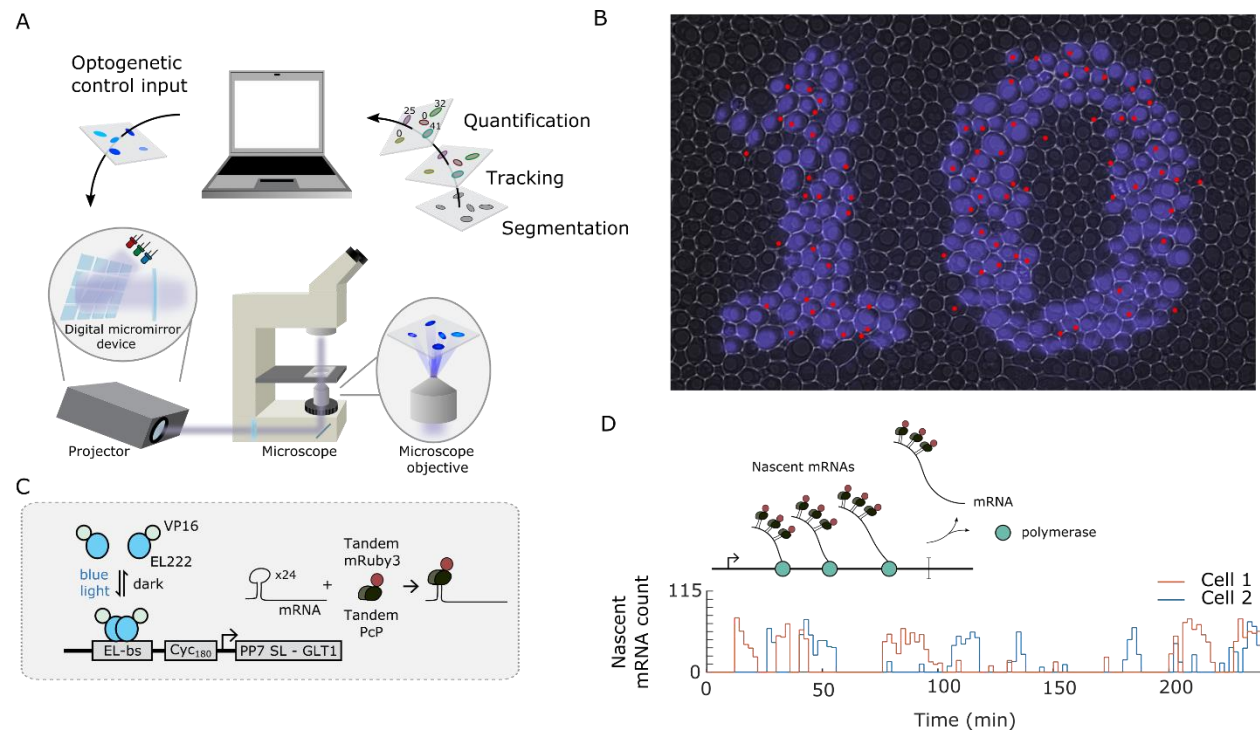 A
Optogenetic
control input
25
32
0
41
0
Quantification
Tracking
Segmentation
Digital micromirror
device
Projector
Microscope
Microscope
objective
B
C
VP16
EL222
blue
light
dark
x24
+
mRNA
Tandem
mRuby3
Tandem
PcP
EL-bs
Cyc180
PP7 SL - GLT1
D
Nascent mRNAs
mRNA
polymerase
Cell 1
Cell 2
Nascent
mRNA count
115
0
0
50
100
150
200
Time (min)